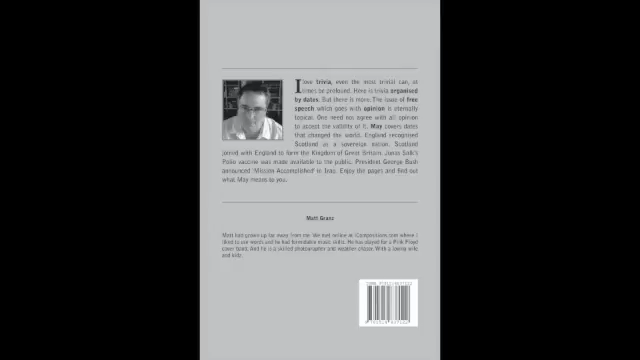 I love trivia, even the most trivial can, at
times be profound. Here is trivia organised
by dates. But there is more. The issue of free
speech which goes with opinion is eternally
topical. One need not agree with all opinion
to accept the validity of it. May covers dates
that changed the world. England recognised
Scotland as a sovereign nation. Scotland
joined with England to form the Kingdom of Great Britain. Jonas Salk's
Polio vaccine was made available to the public. President George Bush
announced 'Mission Accomplished' in Iraq. Enjoy the pages and find out
what May means to you.
Matt Granz
Matt had grown up far away from me. We met online at iCompositions.com where I
liked to use words and he had formidable music skills. He has played for a Pink Floyd
cover band. And he is a skilled photographer and weather chaser. With a lovely wife
and kids.